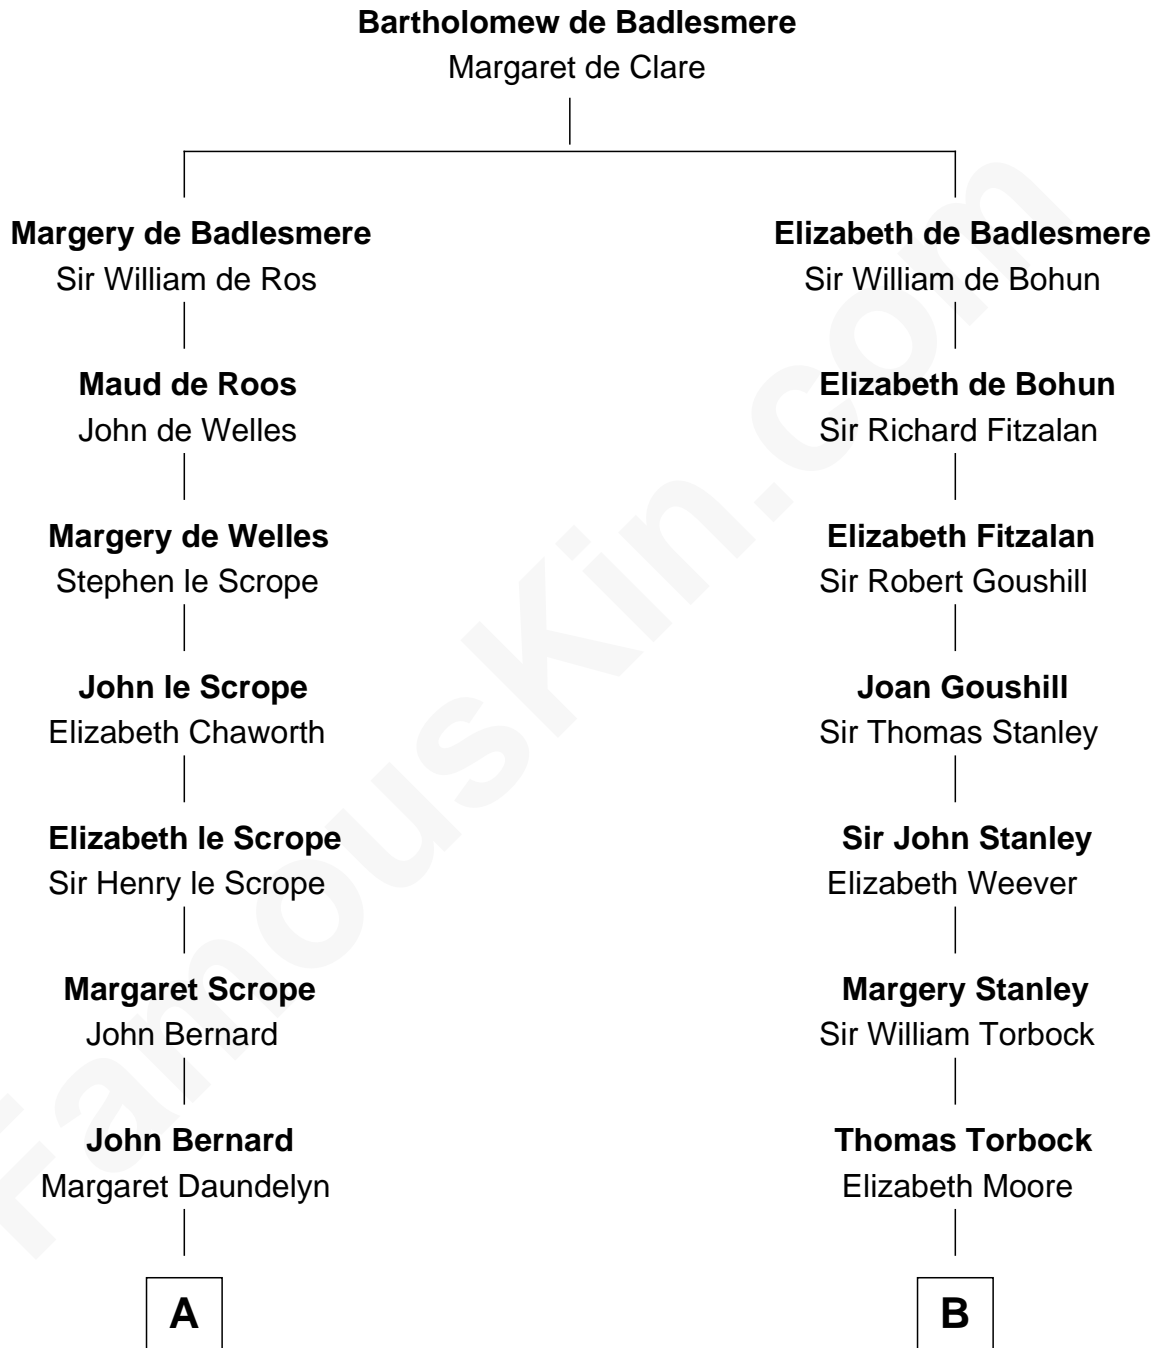 Bartholomew de Badlesmere
Margaret de Clare
Margery de Badlesmere
Sir William de Ros
Elizabeth de Badlesmere
Sir William de Bohun
Maud de Roos
John de Welles
Elizabeth de Bohun
Sir Richard Fitzalan
Margery de Welles
Stephen le Scrope
Elizabeth Fitzalan
Sir Robert Goushill
John le Scrope
Elizabeth Chaworth
Joan Goushill
Sir Thomas Stanley
Elizabeth le Scrope
Sir Henry le Scrope
Sir John Stanley
Elizabeth Weever
Margaret Scrope
John Bernard
Margery Stanley
Sir William Torbock
John Bernard
Margaret Daundelyn
Thomas Torbock
Elizabeth Moore
A
B
FamousKin.com